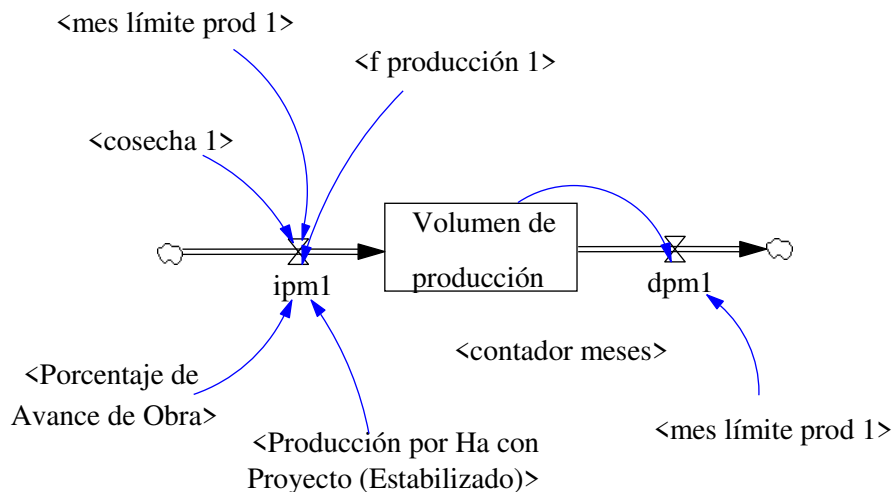 <mes límite prod 1>
<f producción 1>
<cosecha 1>
Volumen de
producción
ipm1
dpm1
<contador meses>
<Porcentaje de
Avance de Obra>
<Producción por Ha con
Proyecto (Estabilizado)>
<mes límite prod 1>